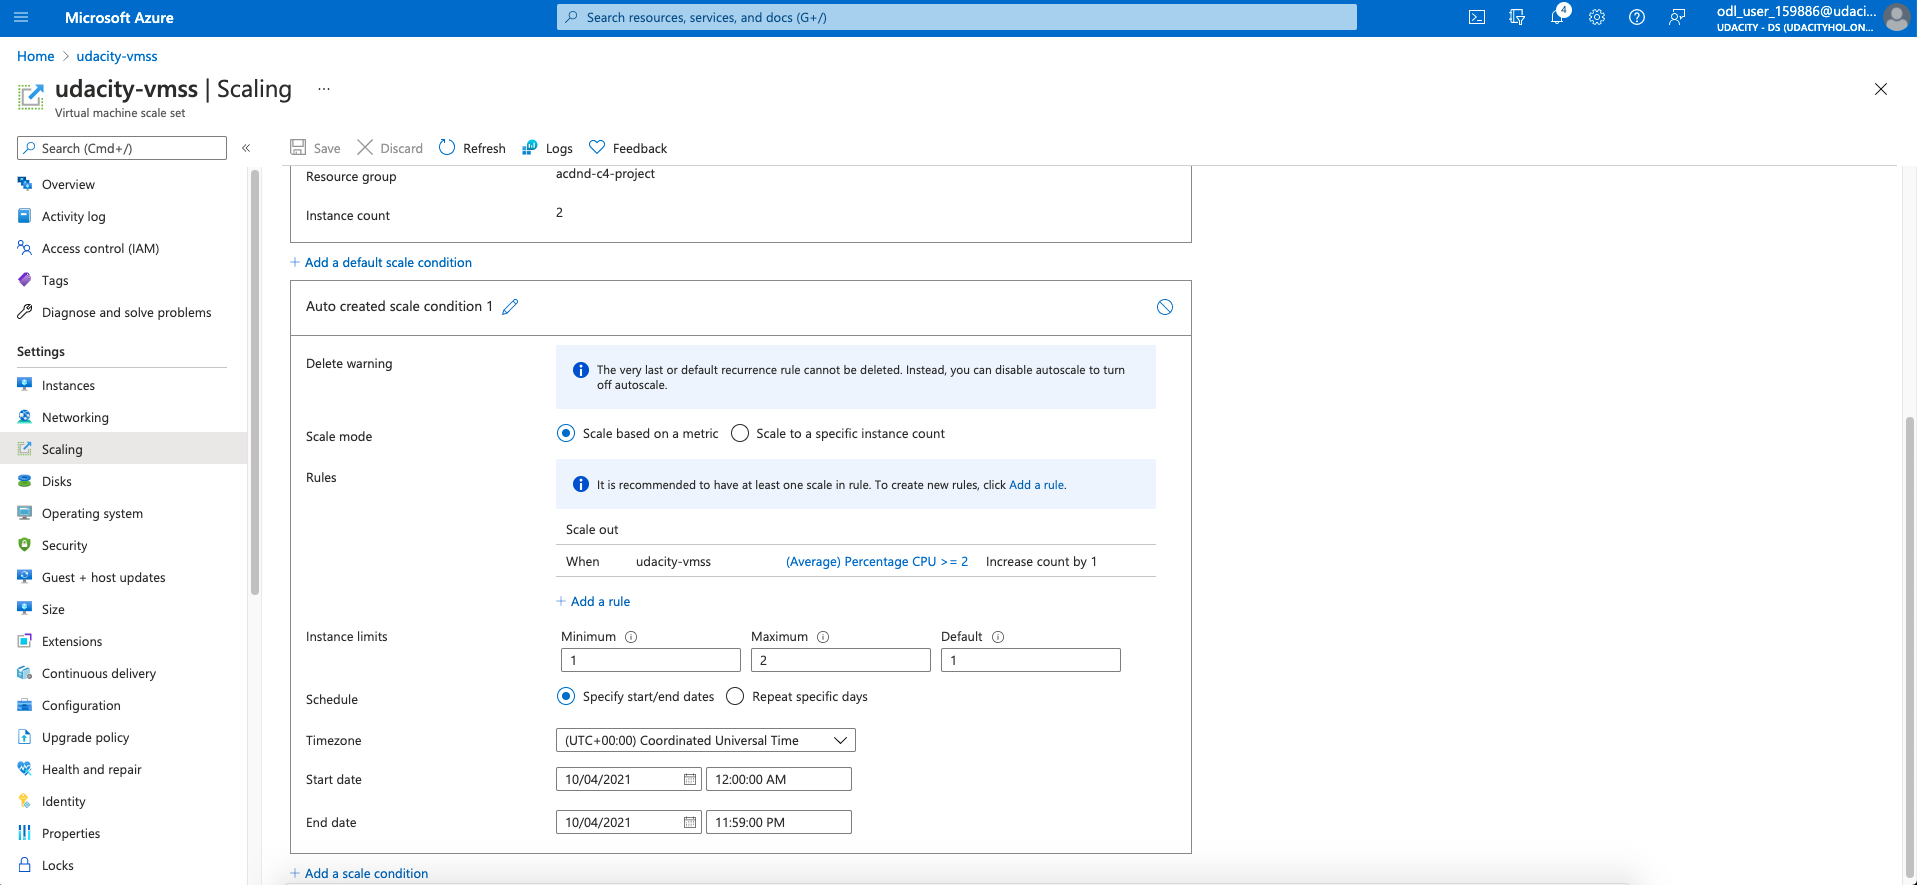 Microsoft Azure
Search resources, services, and docs (G+/)
4
odl_user_159886@udaci...
UDACITY - DS (UDACITYHOL.ON...
Home > udacity-vmss
udacity-vmss | Scaling ...
Virtual machine scale set
Search (Cmd+/)
«
Save
Discard
Refresh
Logs
Feedback
Overview
Activity log
Access control (IAM)
Tags
Diagnose and solve problems
Settings
Instances
Networking
Scaling
Disks
Operating system
Security
Guest + host updates
Size
Extensions
Continuous delivery
Configuration
Upgrade policy
Health and repair
Identity
Properties
Locks
Resource group acdnd-c4-project
Instance count 2
+ Add a default scale condition
Auto created scale condition 1
Delete warning
The very last or default recurrence rule cannot be deleted. Instead, you can disable autoscale to turn
off autoscale.
Scale mode
Scale based on a metric
Scale to a specific instance count
Rules
It is recommended to have at least one scale in rule. To create new rules, click Add a rule.
Scale out
When udacity-vmss (Average) Percentage CPU >= 2 Increase count by 1
+ Add a rule
Instance limits
Minimum
Maximum
Default
1
2
1
Schedule
Specify start/end dates
Repeat specific days
Timezone
(UTC+00:00) Coordinated Universal Time
Start date
10/04/2021
12:00:00 AM
End date
10/04/2021
11:59:00 PM
+ Add a scale condition